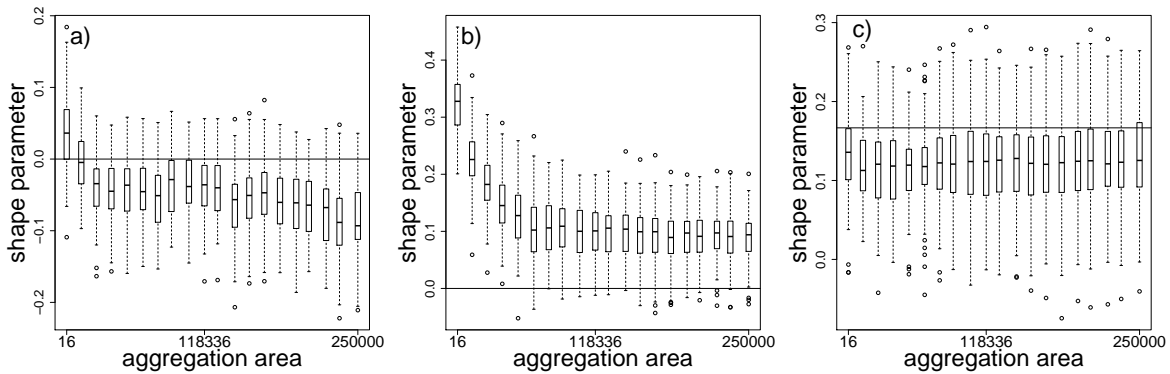 a)
shape parameter
0.2
0.1
0.0
-0.1
-0.2
16
118336
250000
aggregation area
b)
shape parameter
0.4
0.3
0.2
0.1
0.0
16
118336
250000
aggregation area
c)
shape parameter
0.3
0.2
0.1
0.0
16
118336
250000
aggregation area